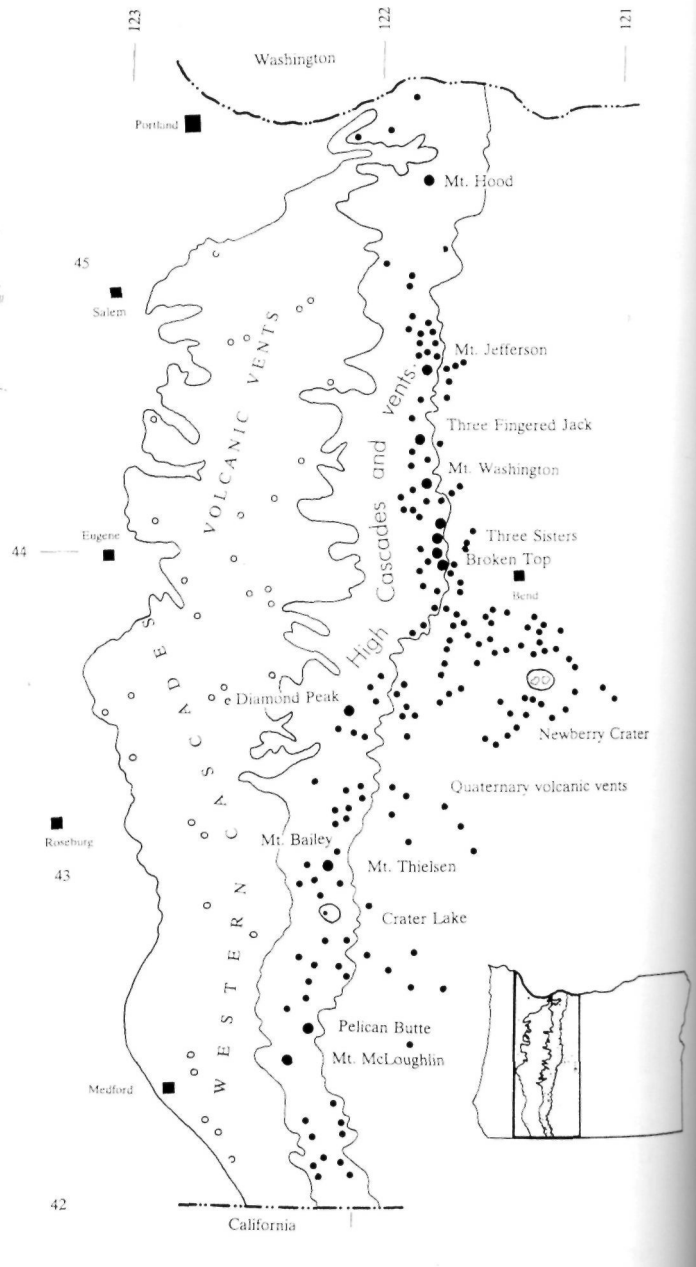 123
122
121
Washington
Portland
Mt. Hood
45
Salem
Mt. Jefferson
VOLCANIC VENTS
High Cascades and vents.
Three Fingered Jack
Mt. Washington
44
Eugene
Three Sisters
Broken Top
Bend
WESTERN CASCADES
Diamond Peak
Newberry Crater
Quaternary volcanic vents
Roseburg
Mt. Bailey
43
Mt. Thielsen
Crater Lake
Pelican Butte
Mt. McLoughlin
Medford
42
California